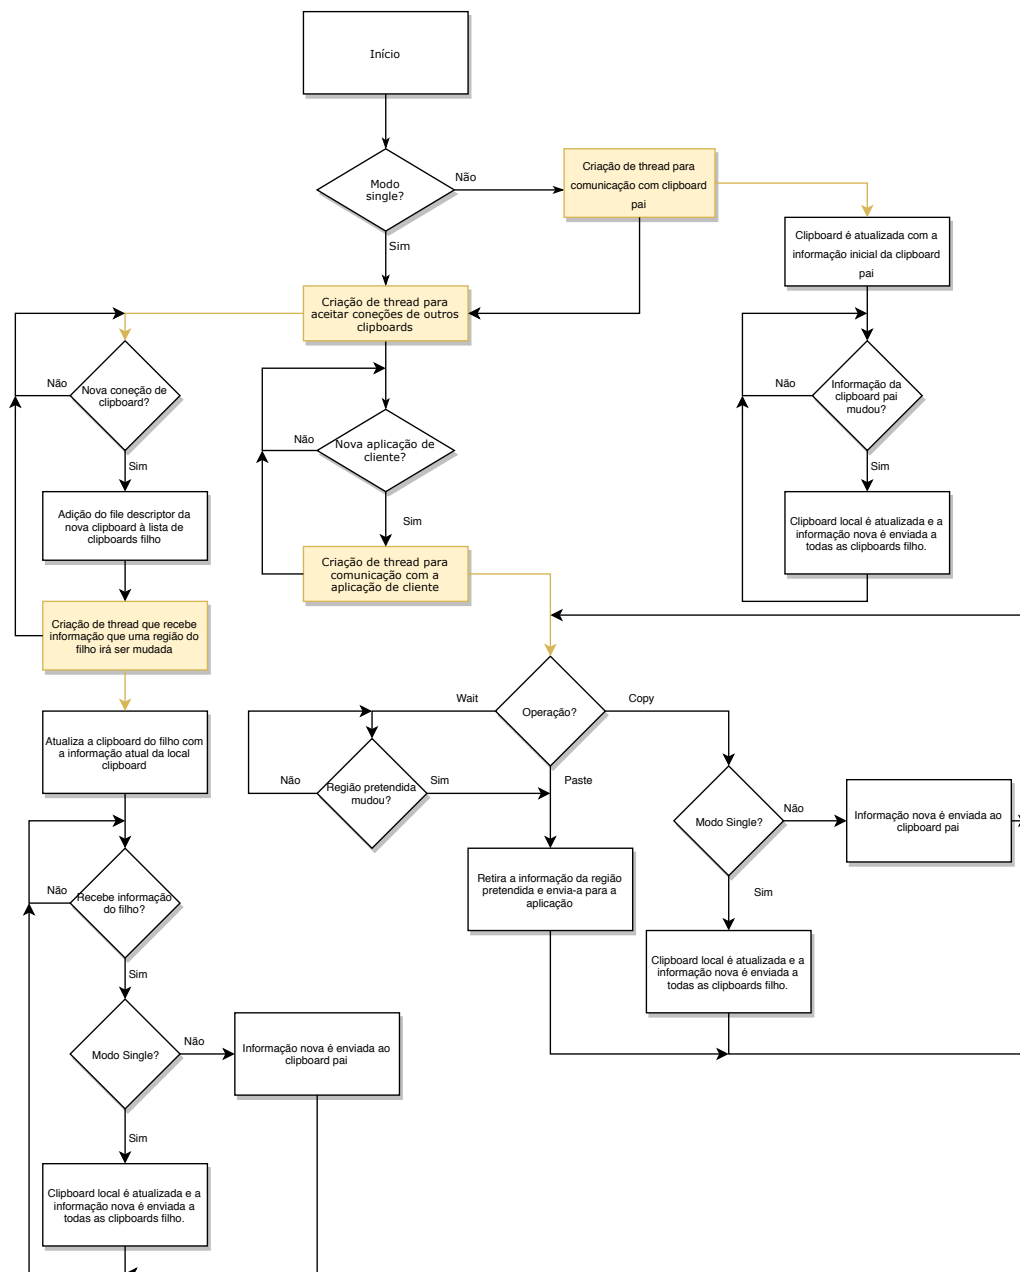 Início
Modo
single?
Não
Sim
Criação de thread para
comunicação com clipboard
pai
Clipboard é atualizada com a
informação inicial da clipboard
pai
Criação de thread para
aceitar coneções de outros
clipboards
Não
Nova coneção de
clipboard?
Sim
Não
Nova aplicação de
cliente?
Sim
Não
Informação da
clipboard pai
mudou?
Sim
Adição do file descriptor da
nova clipboard à lista de
clipboards filho
Clipboard local é atualizada e a
informação nova é enviada a
todas as clipboards filho.
Criação de thread para
comunicação com a
aplicação de cliente
Criação de thread que recebe
informação que uma região do
filho irá ser mudada
Wait
Operação?
Copy
Paste
Atualiza a clipboard do filho com
a informação atual da local
clipboard
Não
Região pretendida
mudou?
Sim
Modo Single?
Não
Sim
Informação nova é enviada ao
clipboard pai
Não
Recebe informação
do filho?
Sim
Retira a informação da região
pretendida e envia-a para a
aplicação
Clipboard local é atualizada e a
informação nova é enviada a
todas as clipboards filho.
Modo Single?
Não
Sim
Informação nova é enviada ao
clipboard pai
Clipboard local é atualizada e a
informação nova é enviada a
todas as clipboards filho.